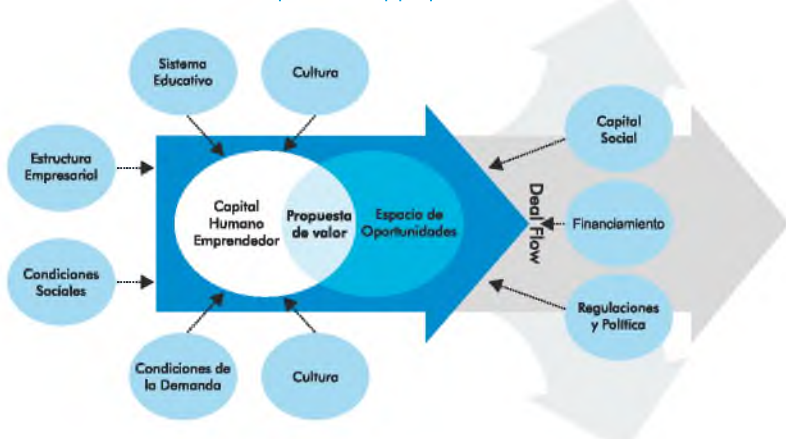 Sistema
Educativo
Cultura
Estructura
Empresarial
Capital
Humano
Emprendedor
Propuesta
de valor
Espacio de
Oportunidades
Capital
Social
Deal Flow
Financiamiento
Condiciones
Sociales
Regulaciones
y Política
Condiciones de
la Demanda
Cultura